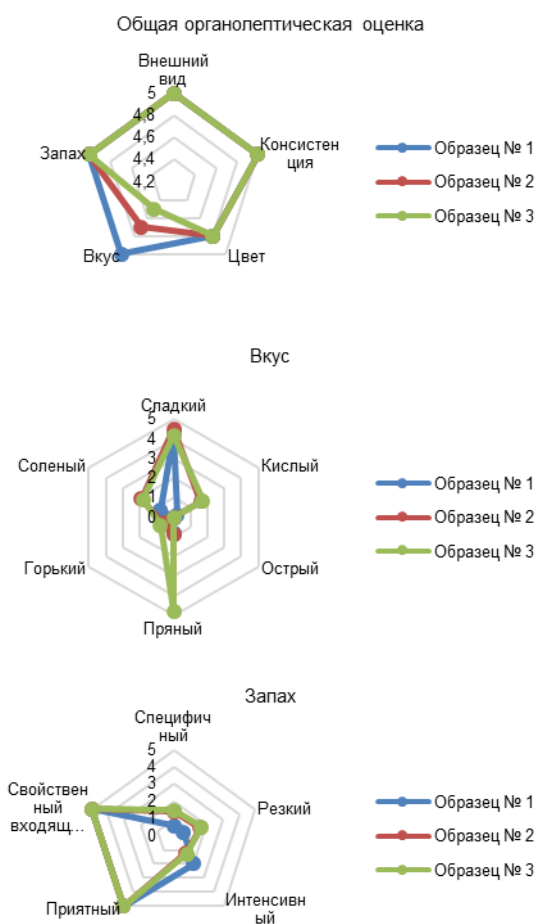 Общая органолептическая оценка
Внешний
вид
5
4,8
4,6
4,4
4,2
Запах
Консистен
ция
Вкус
Цвет
Образец № 1
Образец № 2
Образец № 3
Вкус
Сладкий
5
4
3
2
1
0
Соленый
Кислый
Горький
Острый
Пряный
Образец № 1
Образец № 2
Образец № 3
Запах
Специфич
ный
5
4
3
2
1
0
Свойствен
ный
входящ...
Резкий
Приятный
Интенсивн
ый
Образец № 1
Образец № 2
Образец № 3